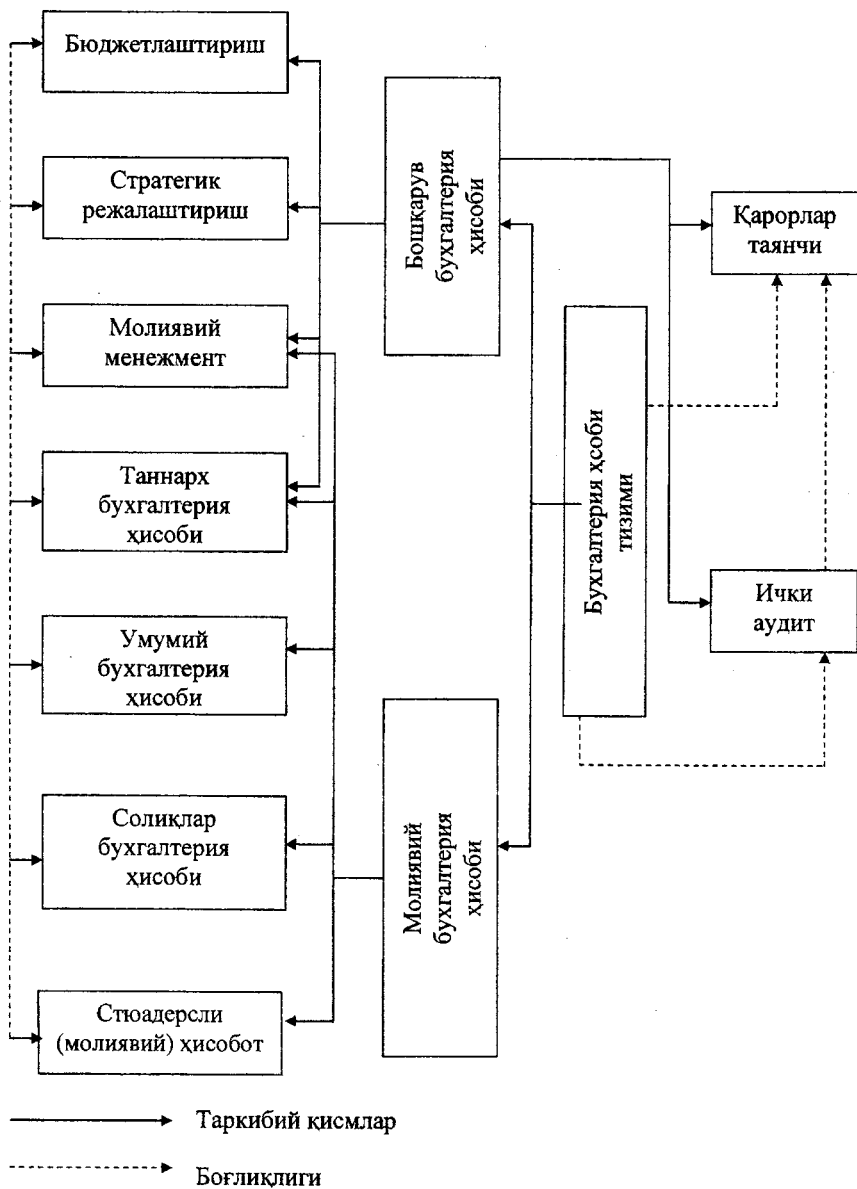 Бюджетлаштириш
Стратегик
режалаштириш
Молиявий
менежмент
Таннарх
бухгалтерия
ҳисоби
Умумий
бухгалтерия
ҳисоби
Солиқлар
бухгалтерия
ҳисоби
Стюадерсли
(молиявий) ҳисобот
Бошқарув
бухгалтерия
ҳисоби
Молиявий
бухгалтерия
ҳисоби
Бухгалтерия ҳсоби
тизими
Қарорлар
таянчи
Ички
аудит
Таркибий қисмлар
Боғлиқлиги